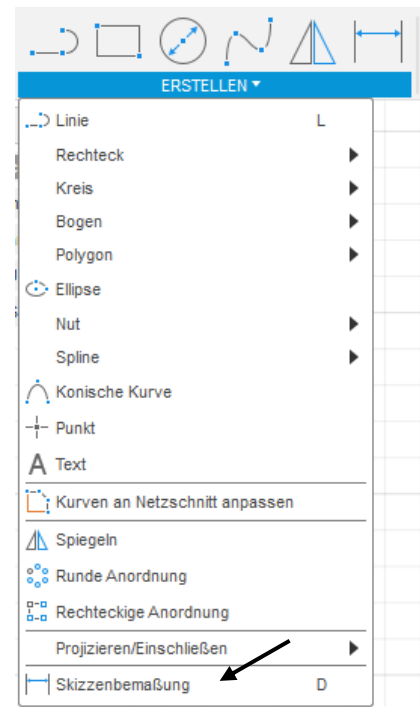 ERSTELLEN
Linie L
Rechteck
Kreis
Bogen
Polygon
Ellipse
Nut
Spline
Konische Kurve
Punkt
Text
Kurven an Netzschnitt anpassen
Spiegeln
Runde Anordnung
Rechteckige Anordnung
Projizieren/Einschließen
Skizzenbemaßung D